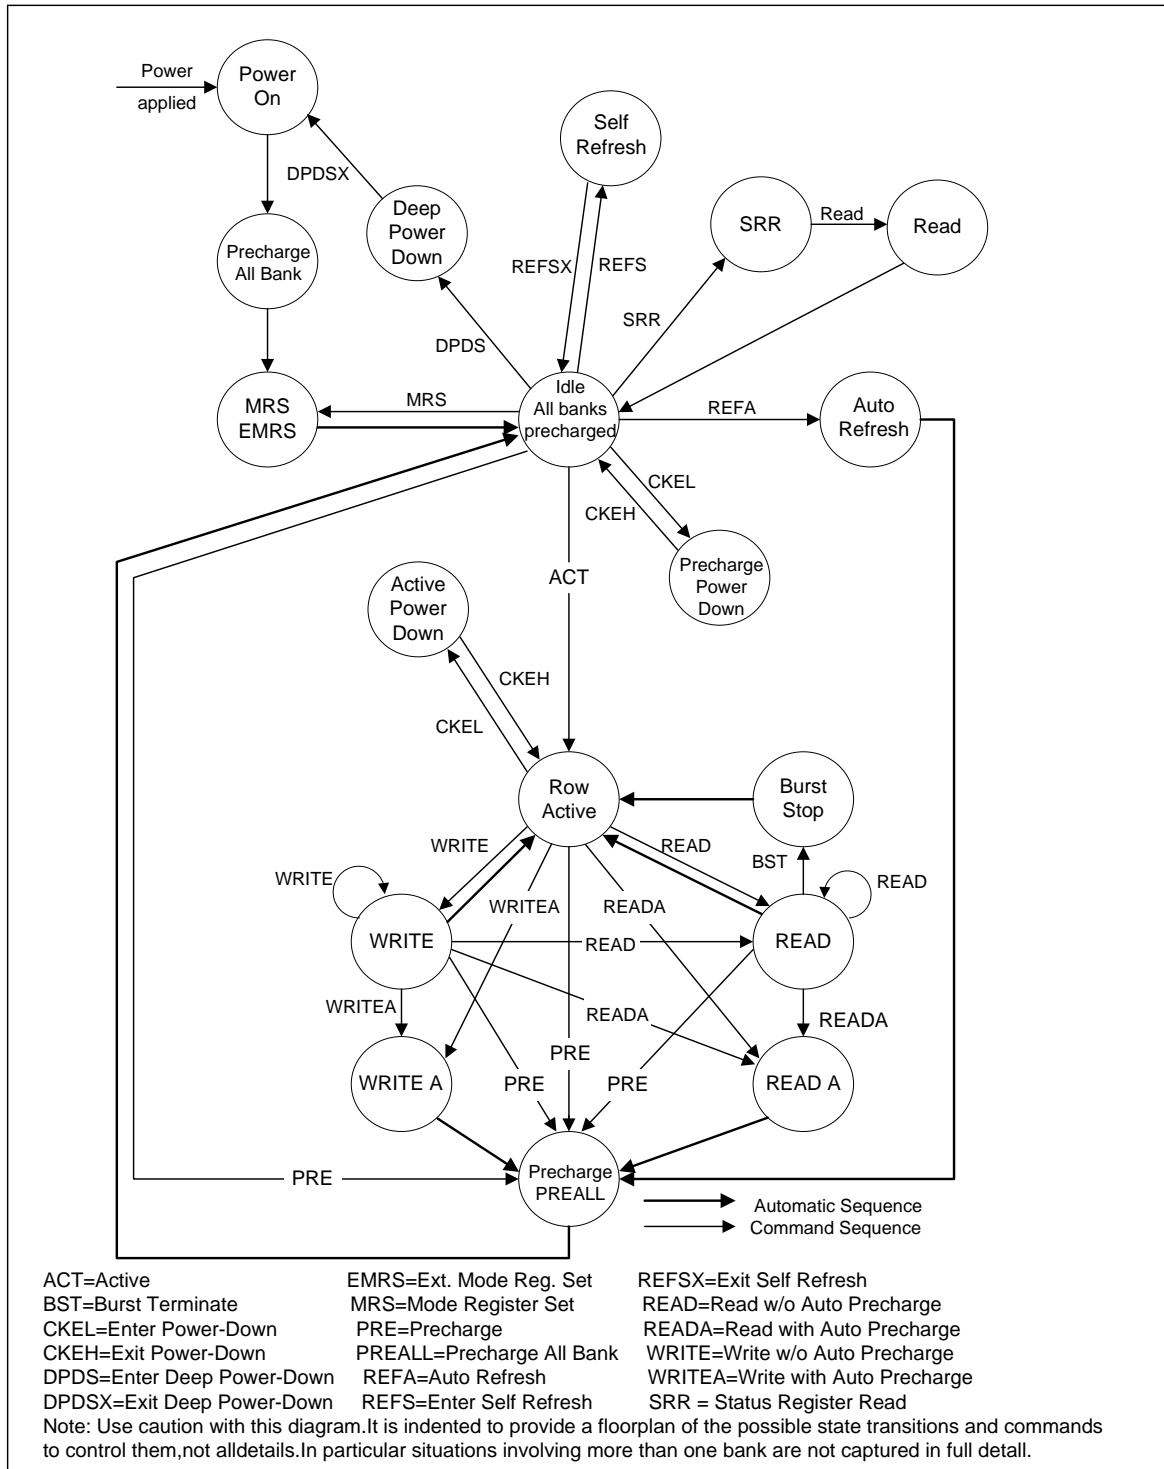 Power
applied
Power
On
Self
Refresh
DPDSX
Deep
Power
Down
SRR
Read
Read
Precharge
All Bank
REFSX
REFS
SRR
DPDS
MRS
EMRS
MRS
Idle
All banks
precharged
REFA
Auto
Refresh
CKEL
CKEH
Precharge
Power
Down
ACT
Active
Power
Down
CKEH
CKEL
Row
Active
Burst
Stop
WRITE
READ
BST
WRITE
READ
WRITEA
READA
WRITE
READ
READ
WRITEA
READA
READA
PRE
WRITE A
PRE
PRE
READ A
PRE
Precharge
PREALL
Automatic Sequence
Command Sequence
ACT=Active EMRS=Ext. Mode Reg. Set REFSX=Exit Self Refresh
BST=Burst Terminate MRS=Mode Register Set READ=Read w/o Auto Precharge
CKEL=Enter Power-Down PRE=Precharge READA=Read with Auto Precharge
CKEH=Exit Power-Down PREALL=Precharge All Bank WRITE=Write w/o Auto Precharge
DPDS=Enter Deep Power-Down REFA=Auto Refresh WRITEA=Write with Auto Precharge
DPDSX=Exit Deep Power-Down REFS=Enter Self Refresh SRR = Status Register Read
Note: Use caution with this diagram.It is indented to provide a floorplan of the possible state transitions and commands
to control them,not alldetails.In particular situations involving more than one bank are not captured in full detall.